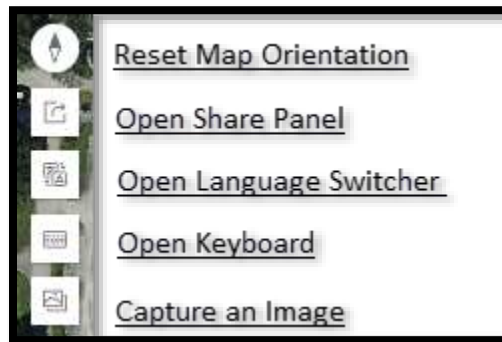 Reset Map Orientation
Open Share Panel
Open Language Switcher
Open Keyboard
Capture an Image